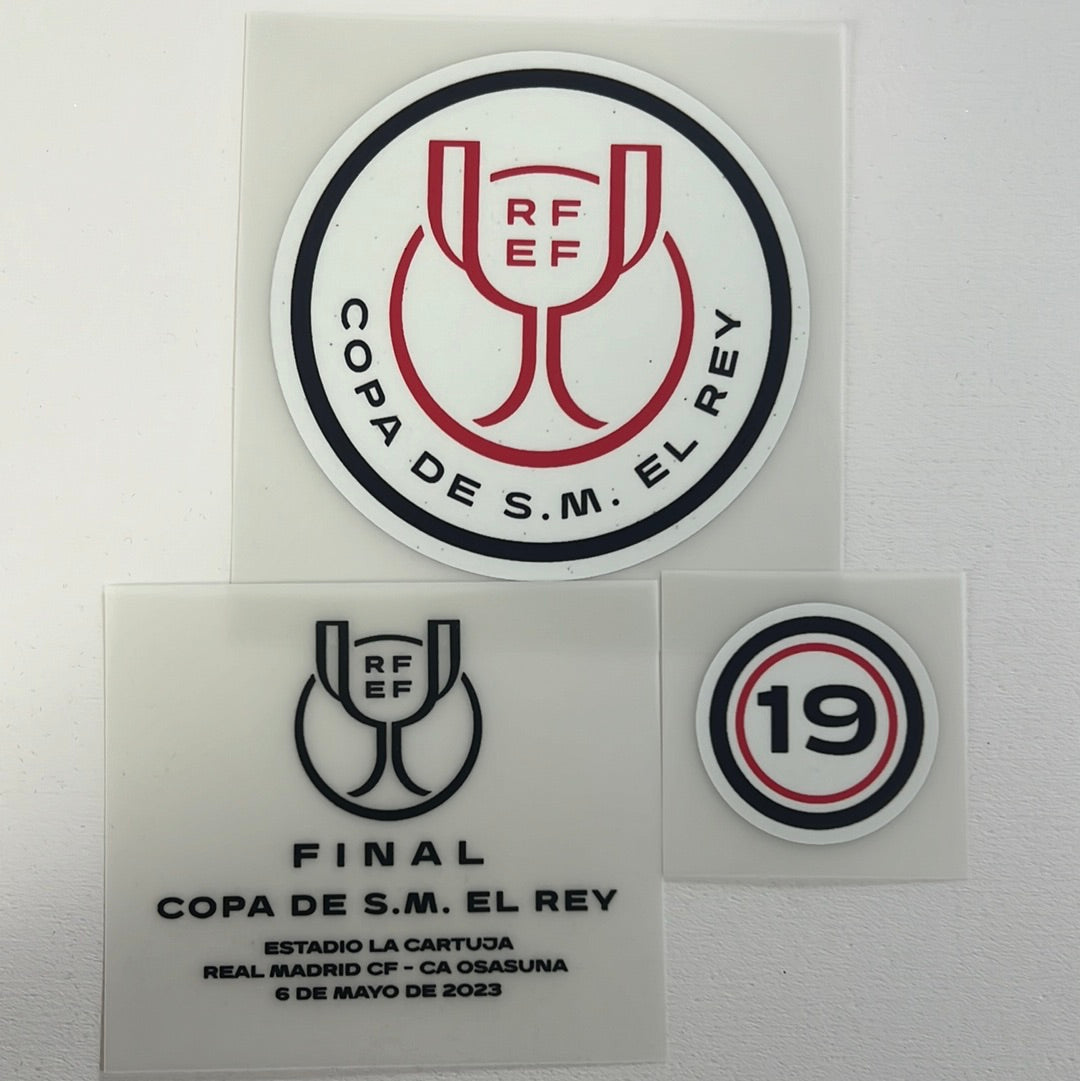 RF
EF
COPA DE S.M. EL REY
RF
EF
FINAL
COPA DE S.M. EL REY
ESTADIO LA CARTUJA
REAL MADRID CF - CA OSASUNA
6 DE MAYO DE 2023
19